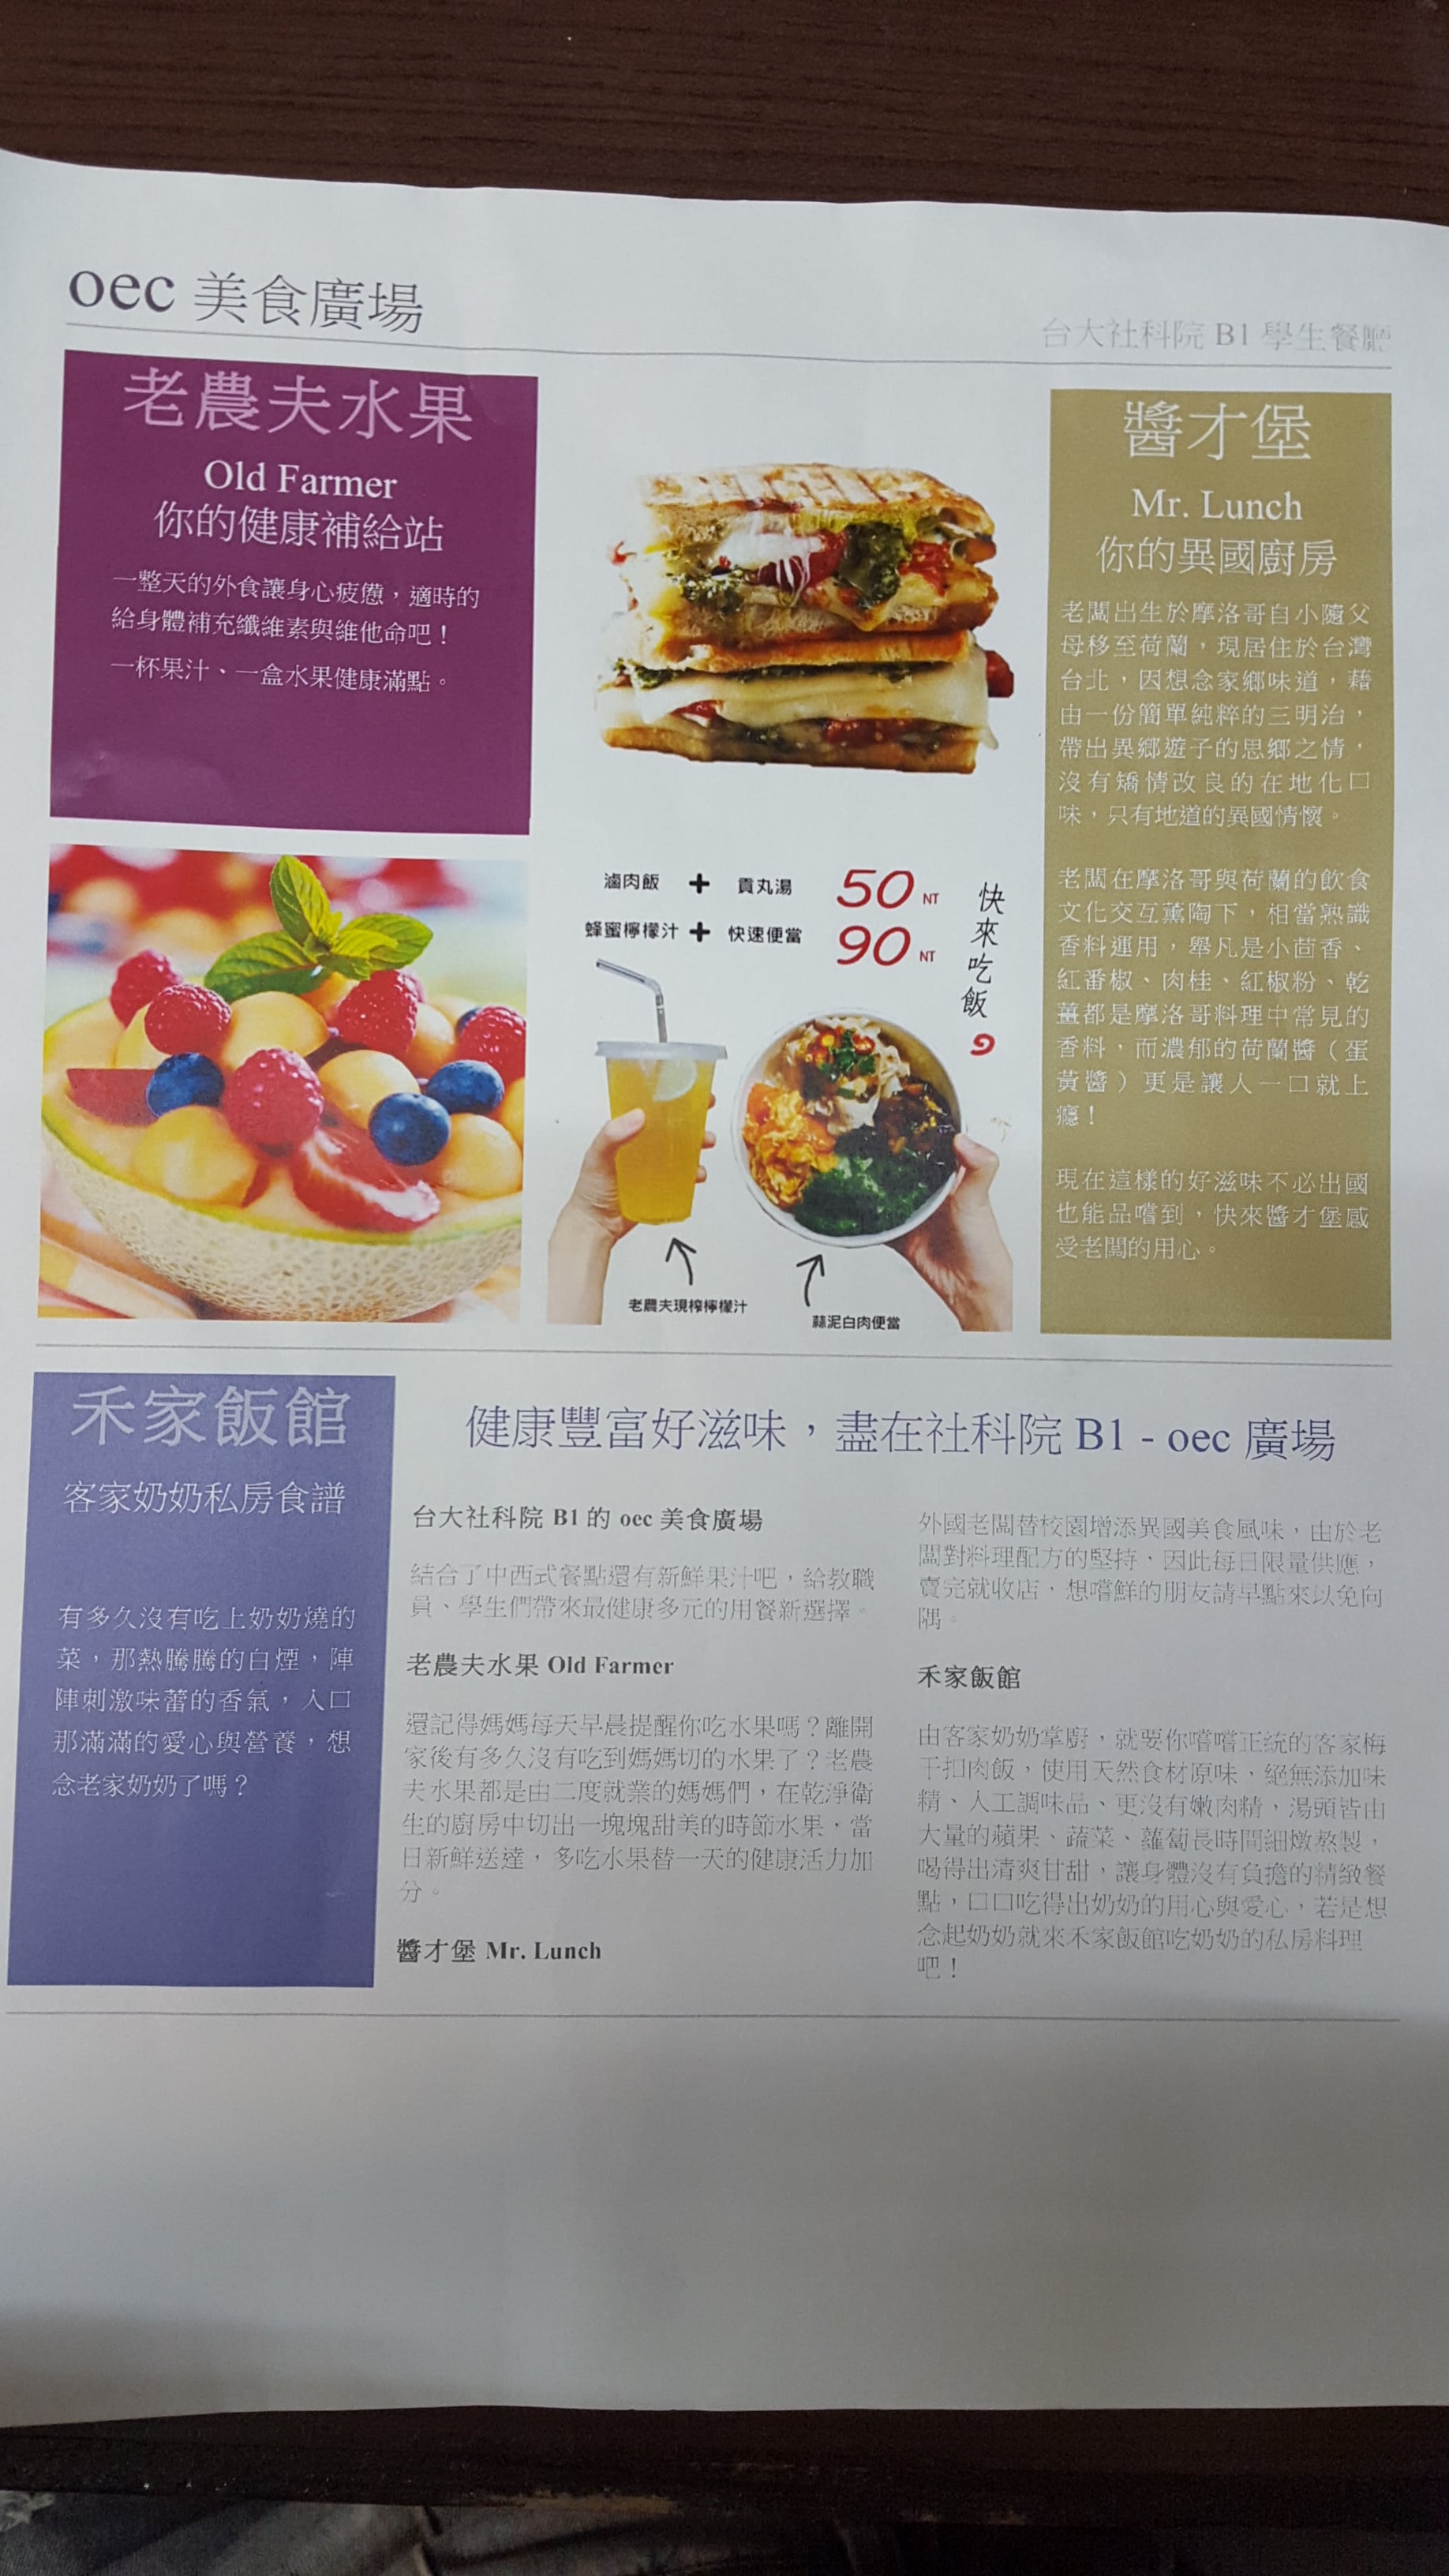 oec 美食廣場
台大社科院 B1 學生餐廳
老農夫水果
Old Farmer
你的健康補給站
一整天的外食讓身心疲憊，適時的
給身體補充纖維素與維他命吧！
一杯果汁、一盒水果健康滿點。
滷肉飯 + 貢丸湯 50 NT
蜂蜜檸檬汁 + 快速便當 90 NT
快來吃飯
老農夫現榨檸檬汁
蒜泥白肉便當
醬才堡
Mr. Lunch
你的異國廚房
老闆出生於摩洛哥自小隨父
母移至荷蘭，現居住於台灣
台北，因想念家鄉味道，藉
由一份簡單純粹的三明治，
帶出異鄉遊子的思鄉之情，
沒有矯情改良的在地化口
味，只有地道的異國情懷。
老闆在摩洛哥與荷蘭的飲食
文化交互薰陶下，相當熟識
香料運用，舉凡是小茴香、
紅番椒、肉桂、紅椒粉、乾
薑都是摩洛哥料理中常見的
香料，而濃郁的荷蘭醬（蛋
黃醬）更是讓人一口就上
癮！
現在這樣的好滋味不必出國
也能品嚐到，快來醬才堡感
受老闆的用心。
禾家飯館
客家奶奶私房食譜
有多久沒有吃上奶奶燒的
菜，那熱騰騰的白煙，陣
陣刺激味蕾的香氣，入口
那滿滿的愛心與營養，想
念老家奶奶了嗎？
健康豐富好滋味，盡在社科院 B1 - oec 廣場
台大社科院 B1 的 oec 美食廣場
結合了中西式餐點還有新鮮果汁吧，給教職
員、學生們帶來最健康多元的用餐新選擇。
老農夫水果 Old Farmer
還記得媽媽每天早晨提醒你吃水果嗎？離開
家後有多久沒有吃到媽媽切的水果了？老農
夫水果都是由二度就業的媽媽們，在乾淨衛
生的廚房中切出一塊塊甜美的時節水果，當
日新鮮送達，多吃水果替一天的健康活力加
分。
醬才堡 Mr. Lunch
外國老闆替校園增添異國美食風味，由於老
闆對料理配方的堅持，因此每日限量供應，
賣完就收店，想嚐鮮的朋友請早點來以免向
隅。
禾家飯館
由客家奶奶掌廚，就要你嚐嚐正統的客家梅
干扣肉飯，使用天然食材原味，絕無添加味
精、人工調味品、更沒有嫩肉精，湯頭皆由
大量的蘋果、蔬菜、蘿蔔長時間細燉熬製，
喝得出清爽甘甜，讓身體沒有負擔的精緻餐
點，口口吃得出奶奶的用心與愛心，若是想
念起奶奶就來禾家飯館吃奶奶的私房料理
吧！